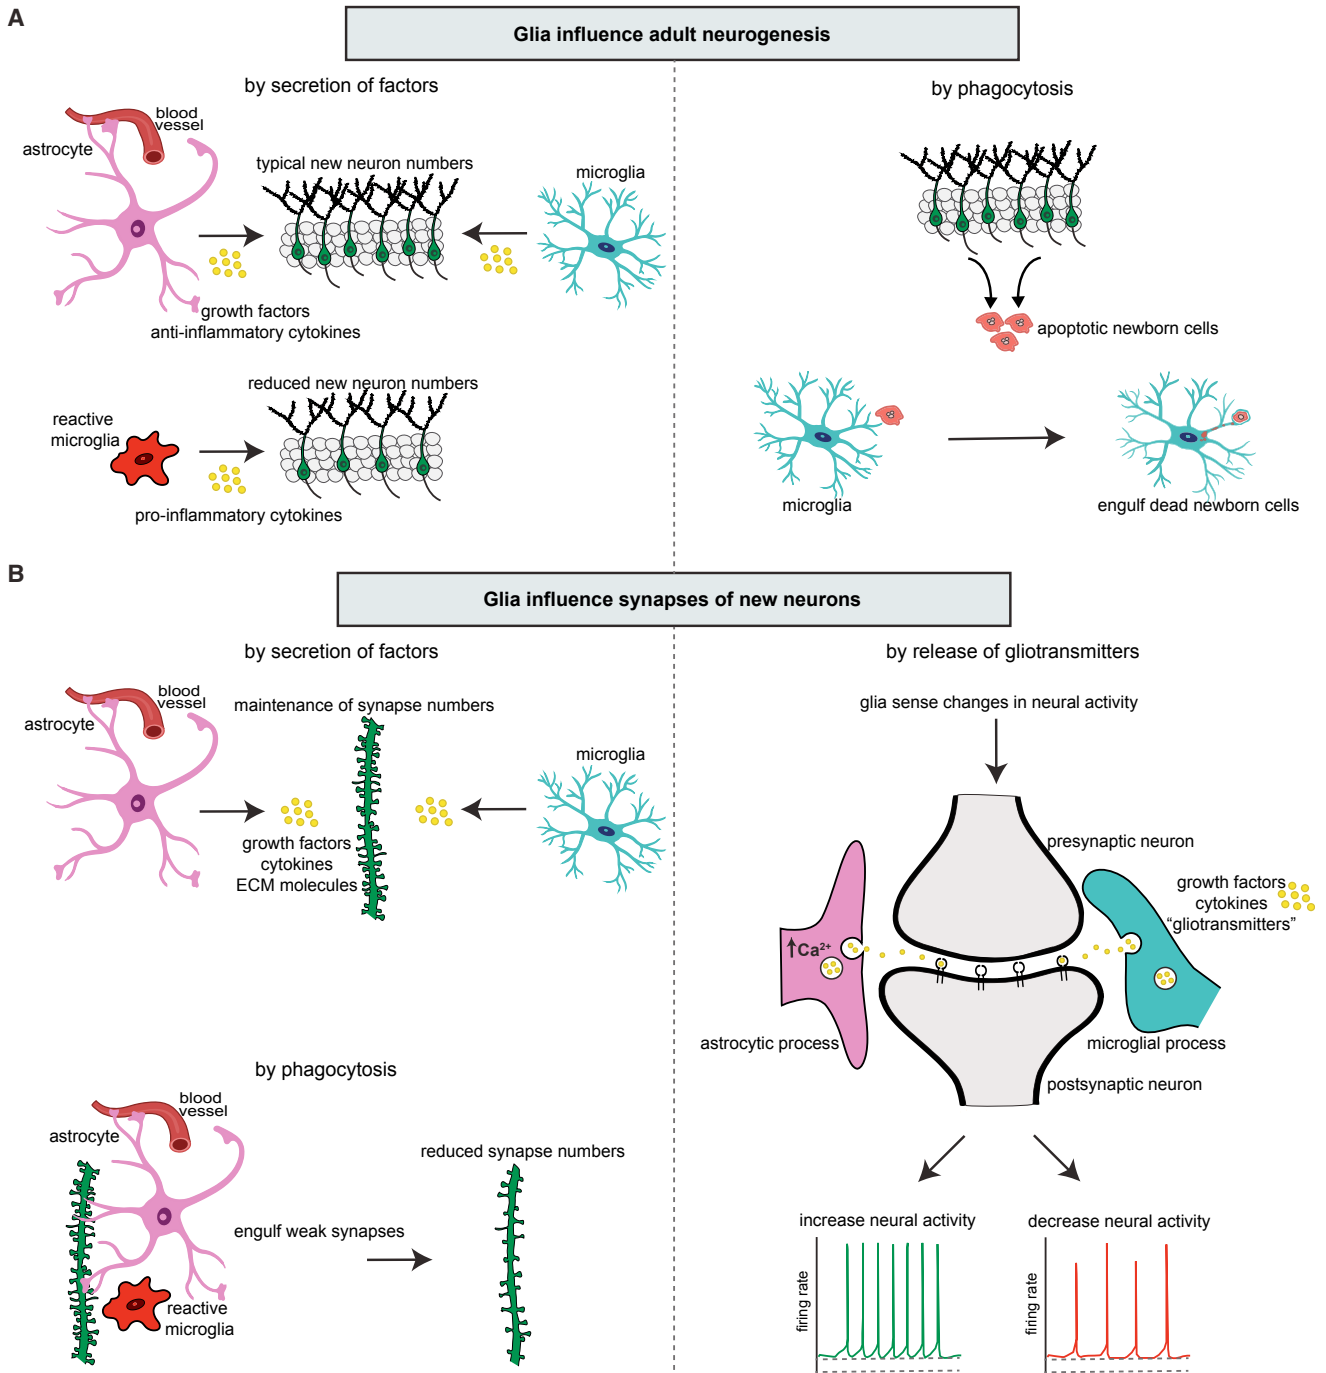 A
Glia influence adult neurogenesis
by secretion of factors
blood
vessel
astrocyte
typical new neuron numbers
microglia
growth factors
anti-inflammatory cytokines
reduced new neuron numbers
reactive
microglia
pro-inflammatory cytokines
by phagocytosis
apoptotic newborn cells
microglia
engulf dead newborn cells
B
Glia influence synapses of new neurons
by secretion of factors
blood
vessel
astrocyte
maintenance of synapse numbers
microglia
growth factors
cytokines
ECM molecules
by phagocytosis
blood
vessel
astrocyte
reduced synapse numbers
engulf weak synapses
reactive
microglia
by release of gliotransmitters
glia sense changes in neural activity
presynaptic neuron
growth factors
cytokines
“gliotransmitters”
↑Ca²⁺
astrocytic process
microglial process
postsynaptic neuron
increase neural activity
firing rate
decrease neural activity
firing rate